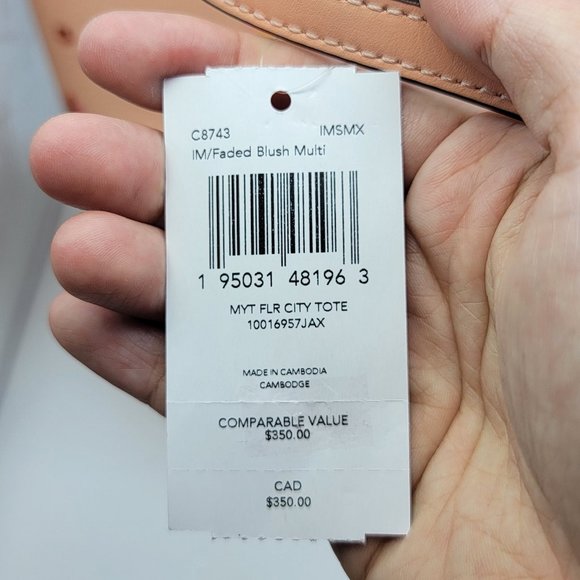 C8743 IMSMX
IM/Faded Blush Multi
1 95031 48196 3
MYT FLR CITY TOTE
10016957JAX
MADE IN CAMBODIA
CAMBODGE
COMPARABLE VALUE
$350.00
CAD
$350.00